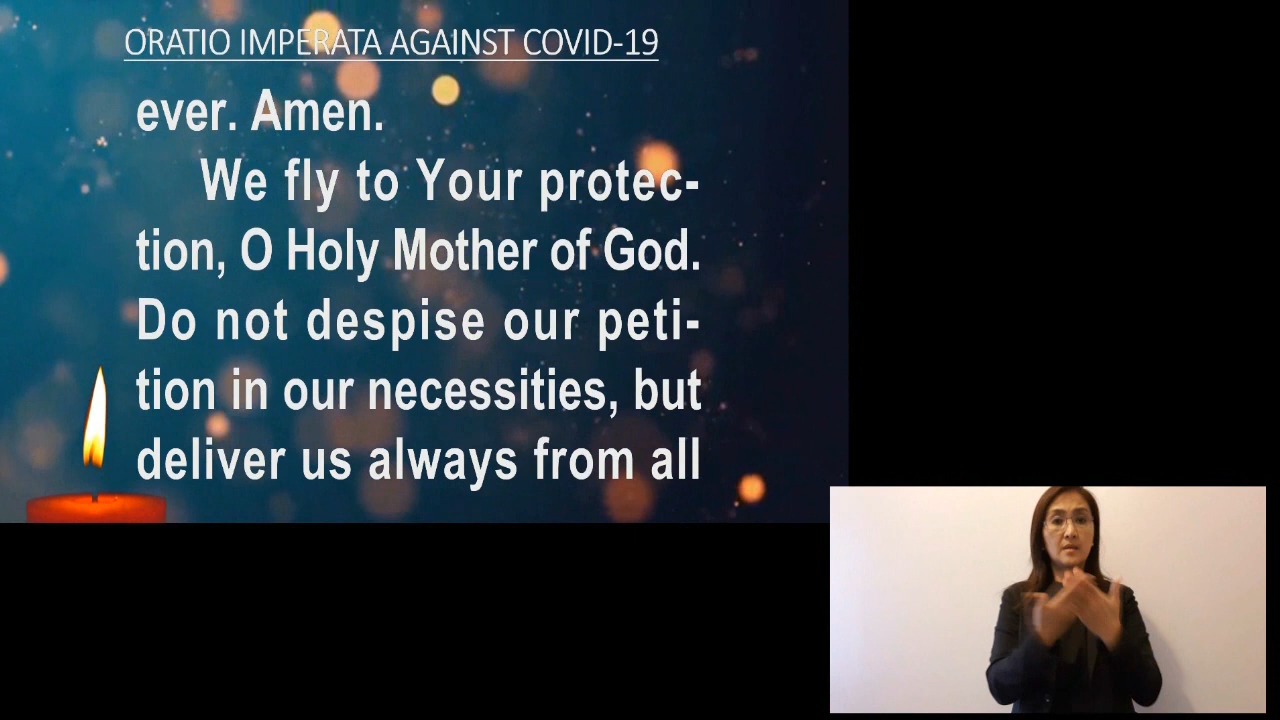 ORATIO IMPERATA AGAINST COVID-19
ever. Amen.
We fly to Your protec-
tion, O Holy Mother of God.
Do not despise our peti-
tion in our necessities, but
deliver us always from all